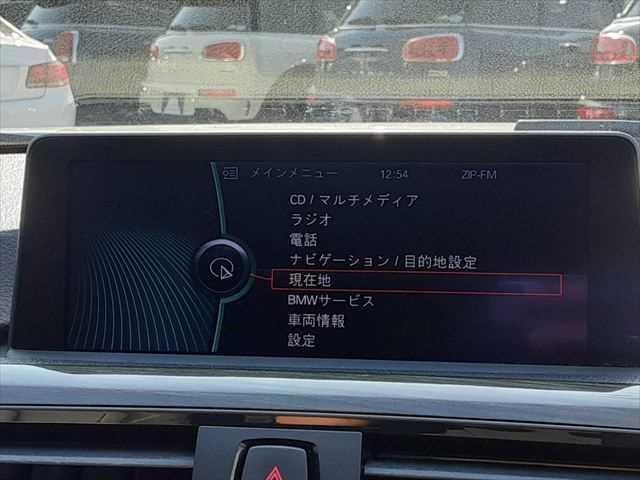 メインメニュー 12:54 ZIP-FM
CD / マルチメディア
ラジオ
電話
ナビゲーション / 目的地設定
現在地
BMWサービス
車両情報
設定